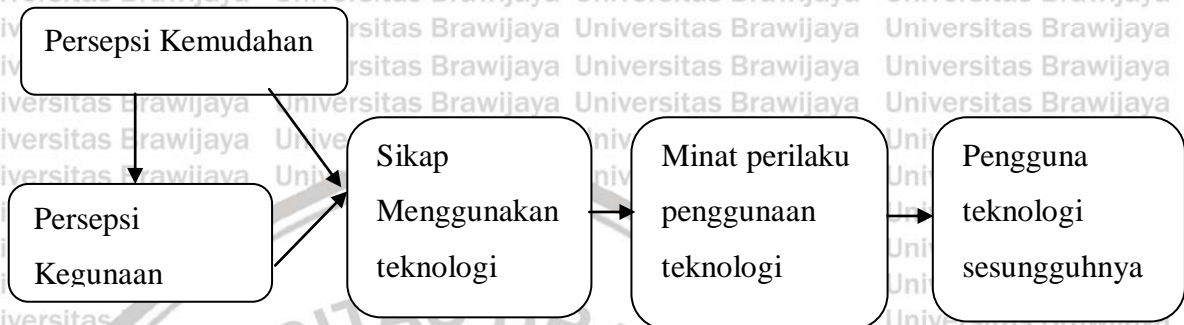 Persepsi Kemudahan
Persepsi
Kegunaan
Sikap
Menggunakan
teknologi
Minat perilaku
penggunaan
teknologi
Pengguna
teknologi
sesungguhnya